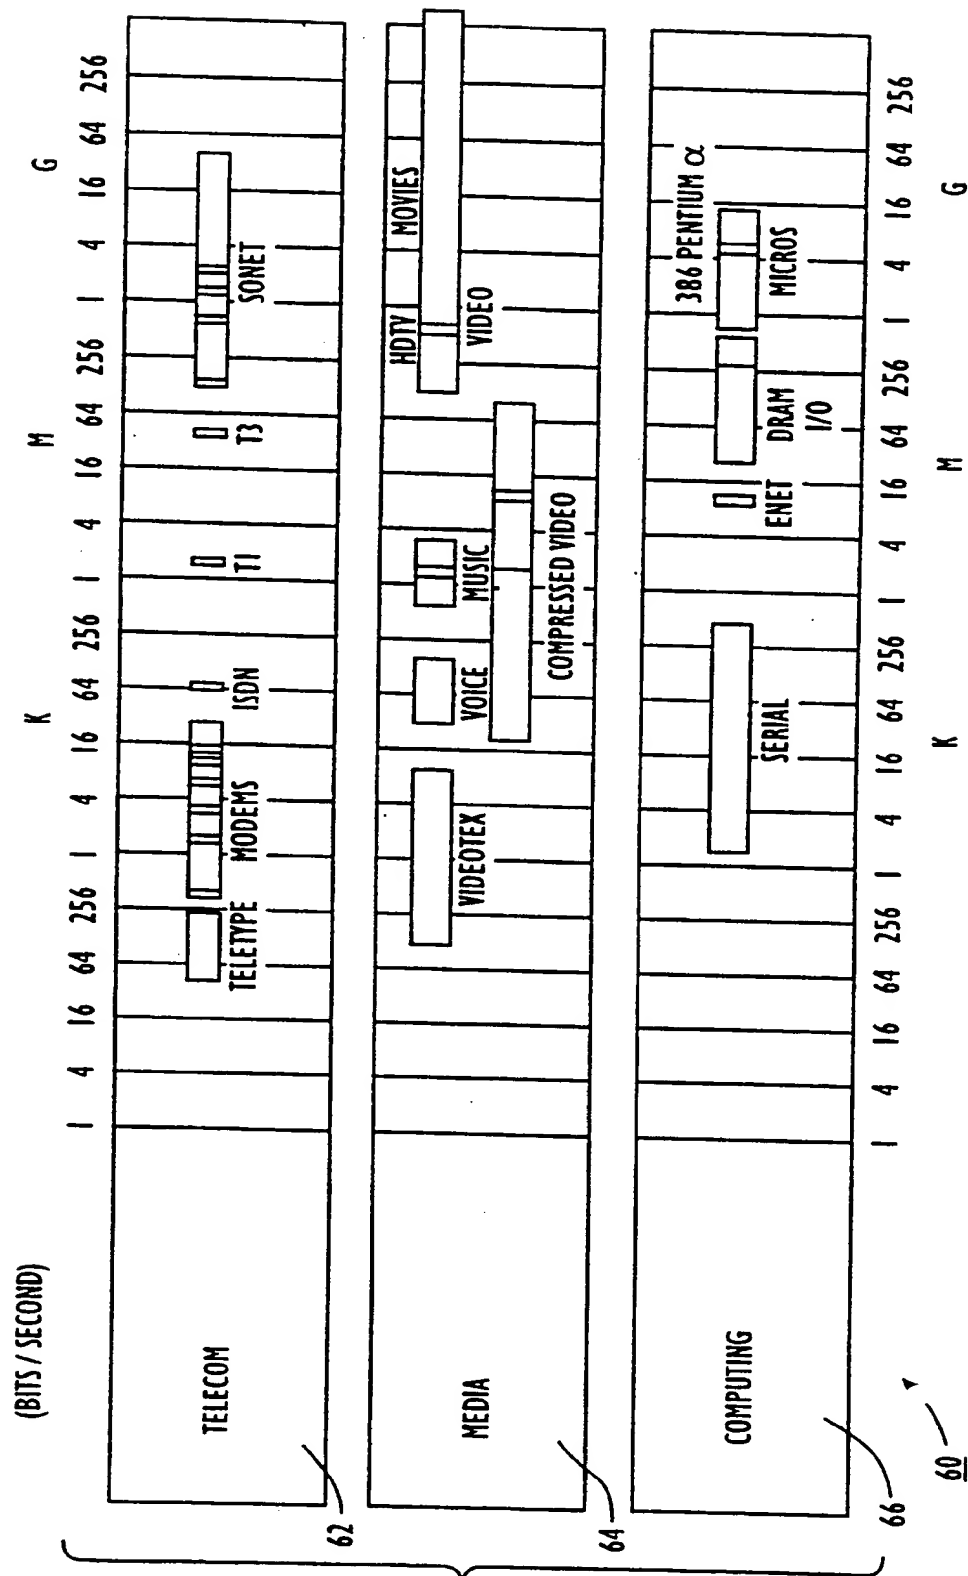 (BITS / SECOND)
K M G
1 4 16 64 256 1 4 16 64 256 1 4 16 64 256 1 4 16 64 256
TELECOM
TELETYPE MODEMS ISDN T1 T3 SONET
62
HDTV MOVIES
MEDIA
VIDEOTEX VOICE MUSIC VIDEO
COMPRESSED VIDEO
64
386 PENTIUM α
COMPUTING
SERIAL ENET DRAM I/O MICROS
66
1 4 16 64 256 1 4 16 64 256 1 4 16 64 256 1 4 16 64 256
K M G
60